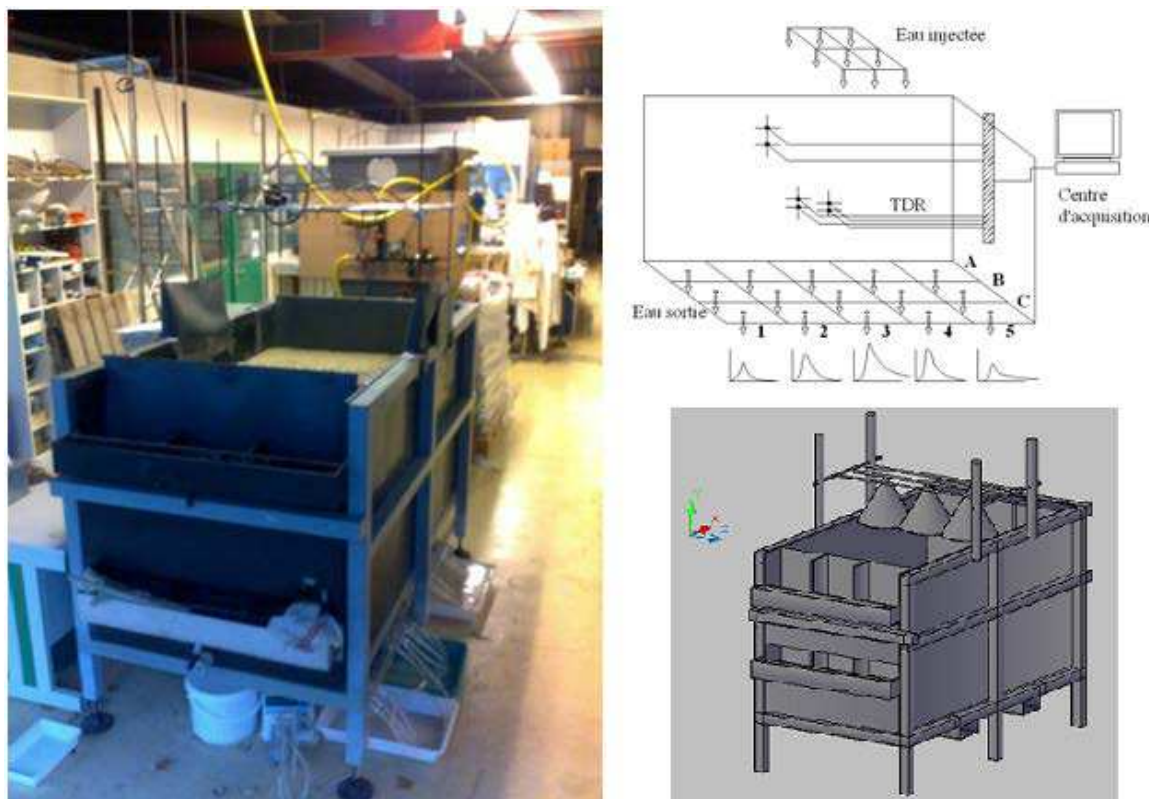 Eau injectée
TDR
Centre
d'acquisition
A
B
C
Eau sortie
1 2 3 4 5